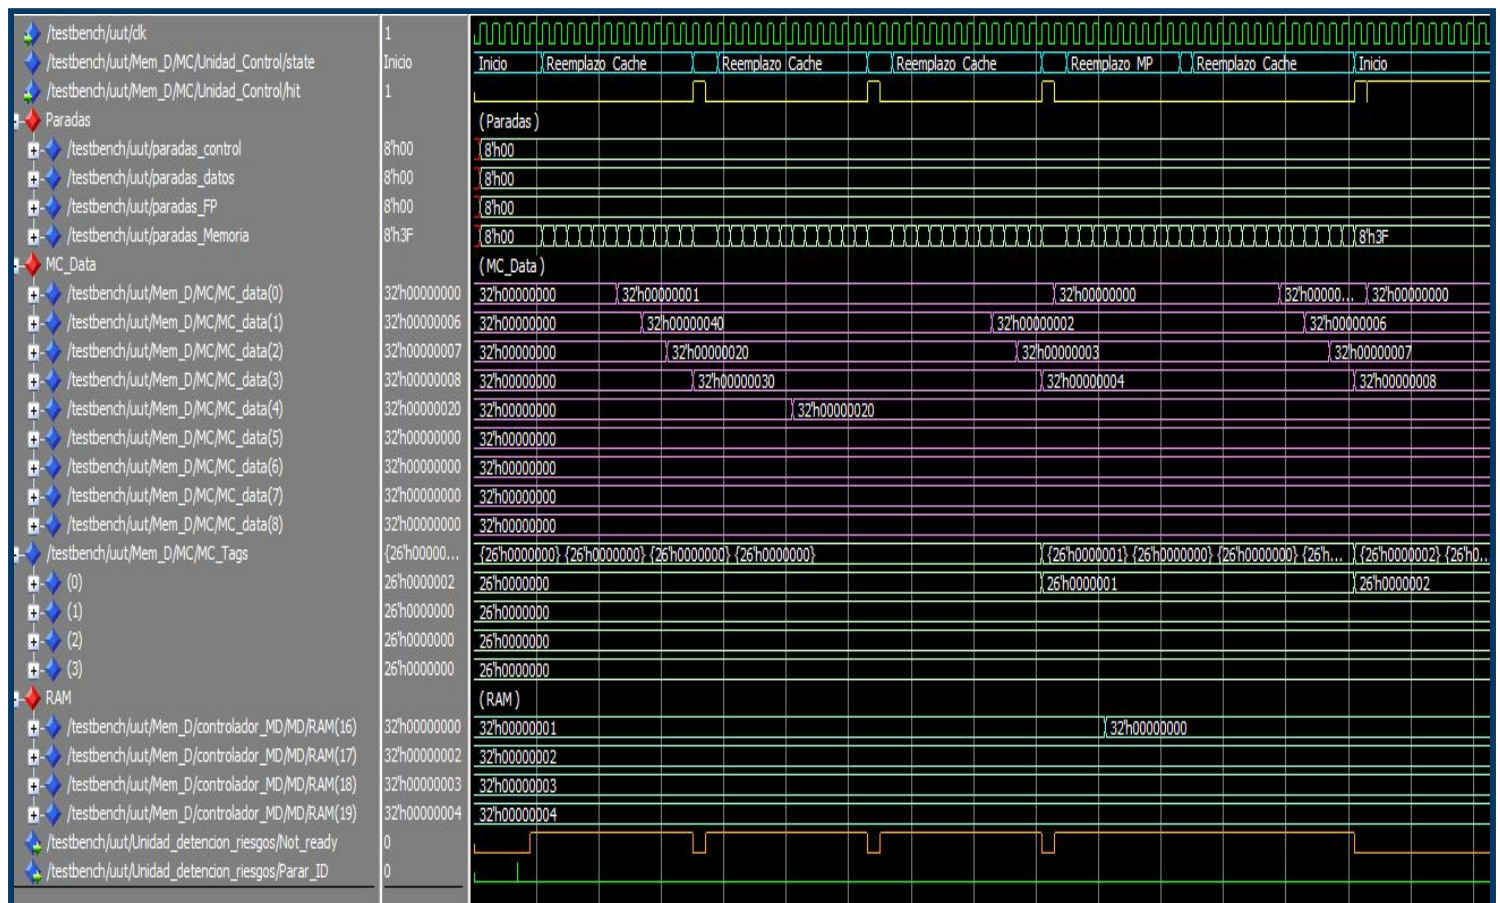 /testbench/uut/clk 1
/testbench/uut/Mem_D/MC/Unidad_Control/state Inicio Inicio Reemplazo Cache Reemplazo Cache Reemplazo Cache Reemplazo MP Reemplazo Cache Inicio
/testbench/uut/Mem_D/MC/Unidad_Control/hit 1
Paradas (Paradas)
/testbench/uut/paradas_control 8'h00 8'h00
/testbench/uut/paradas_datos 8'h00 8'h00
/testbench/uut/paradas_FP 8'h00 8'h00
/testbench/uut/paradas_Memoria 8'h3F 8'h00 8'h3F
MC_Data (MC_Data)
/testbench/uut/Mem_D/MC/MC_data(0) 32'h00000000 32'h00000000 32'h00000001 32'h00000000 32'h00000... 32'h00000000
/testbench/uut/Mem_D/MC/MC_data(1) 32'h00000006 32'h00000000 32'h00000040 32'h00000002 32'h00000006
/testbench/uut/Mem_D/MC/MC_data(2) 32'h00000007 32'h00000000 32'h00000020 32'h00000003 32'h00000007
/testbench/uut/Mem_D/MC/MC_data(3) 32'h00000008 32'h00000000 32'h00000030 32'h00000004 32'h00000008
/testbench/uut/Mem_D/MC/MC_data(4) 32'h00000020 32'h00000000 32'h00000020
/testbench/uut/Mem_D/MC/MC_data(5) 32'h00000000 32'h00000000
/testbench/uut/Mem_D/MC/MC_data(6) 32'h00000000 32'h00000000
/testbench/uut/Mem_D/MC/MC_data(7) 32'h00000000 32'h00000000
/testbench/uut/Mem_D/MC/MC_data(8) 32'h00000000 32'h00000000
/testbench/uut/Mem_D/MC/MC_Tags {26'h00000... {26'h0000000} {26'h0000000} {26'h0000000} {26'h0000000} {26'h0000001} {26'h0000000} {26'h0000000} {26'h... {26'h0000002} {26'h0...
(0) 26'h0000002 26'h0000000 26'h0000001 26'h0000002
(1) 26'h0000000 26'h0000000
(2) 26'h0000000 26'h0000000
(3) 26'h0000000 26'h0000000
RAM (RAM)
/testbench/uut/Mem_D/controlador_MD/MD/RAM(16) 32'h00000000 32'h00000001 32'h00000000
/testbench/uut/Mem_D/controlador_MD/MD/RAM(17) 32'h00000002 32'h00000002
/testbench/uut/Mem_D/controlador_MD/MD/RAM(18) 32'h00000003 32'h00000003
/testbench/uut/Mem_D/controlador_MD/MD/RAM(19) 32'h00000004 32'h00000004
/testbench/uut/Unidad_detencion_riesgos/Not_ready 0
/testbench/uut/Unidad_detencion_riesgos/Parar_ID 0